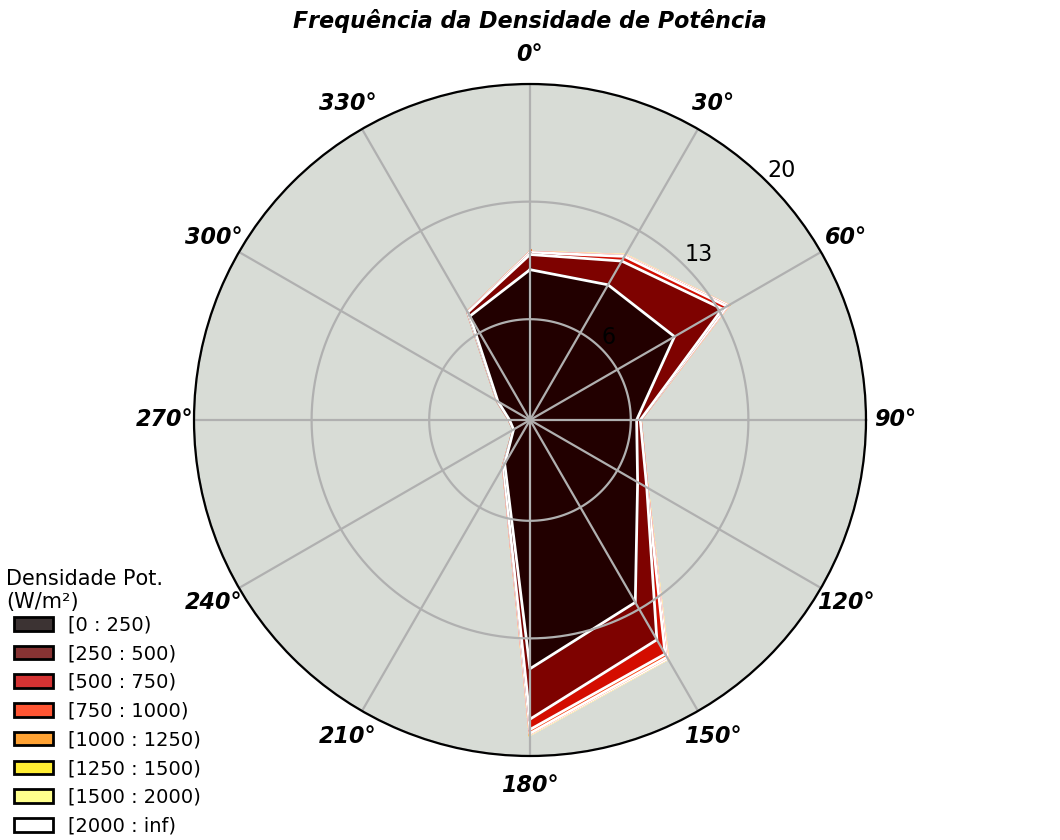 Frequência da Densidade de Potência
0°
330°
30°
20
300°
60°
13
6
270°
90°
Densidade Pot.
(W/m²)
240°
120°
[0 : 250)
[250 : 500)
[500 : 750)
[750 : 1000)
210°
150°
[1000 : 1250)
[1250 : 1500)
180°
[1500 : 2000)
[2000 : inf)